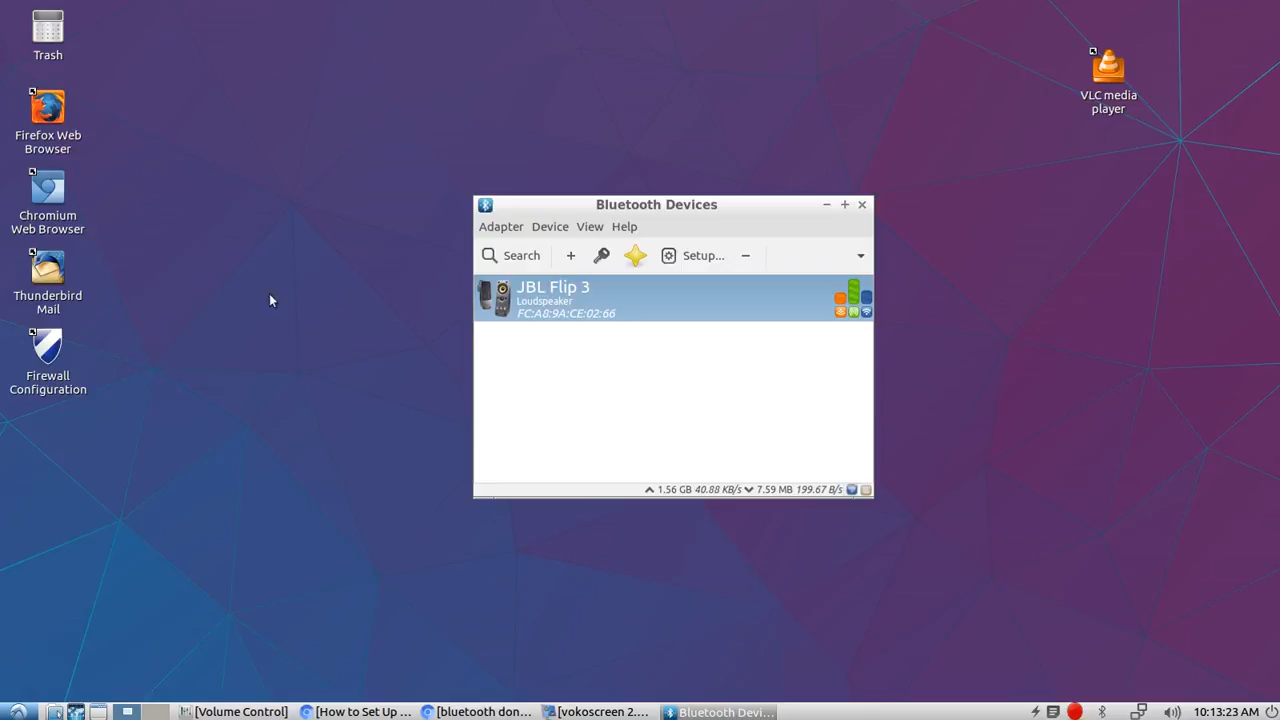 Trash
Firefox Web
Browser
Chromium
Web Browser
Thunderbird
Mail
Firewall
Configuration
VLC media
player
Bluetooth Devices
Adapter Device View Help
Search Setup...
JBL Flip 3
Loudspeaker
FC:A8:9A:CE:02:66
1.56 GB 40.88 KB/s 7.59 MB 199.67 B/s
[Volume Control] [How to Set Up ... [bluetooth don... [vokoscreen 2.... Bluetooth Devi... 10:13:23 AM